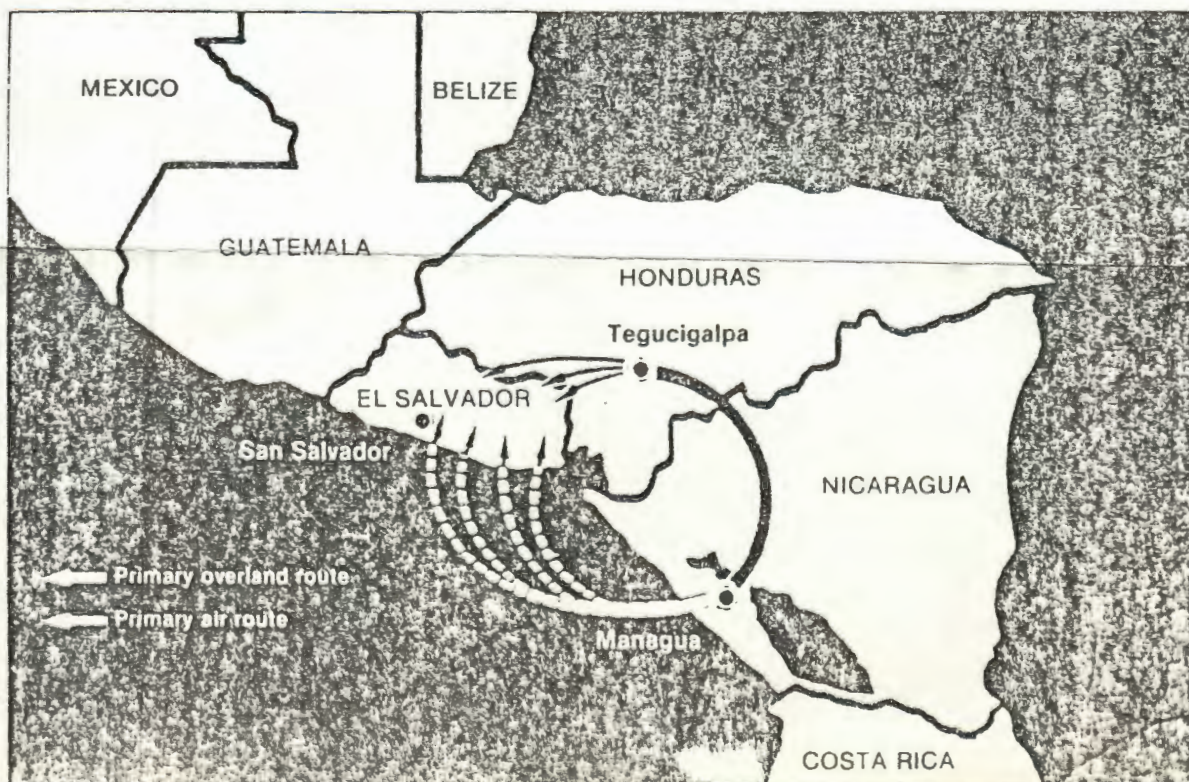 MEXICO
BELIZE
GUATEMALA
HONDURAS
Tegucigalpa
EL SALVADOR
San Salvador
NICARAGUA
Primary overland route
Primary air route
Managua
COSTA RICA